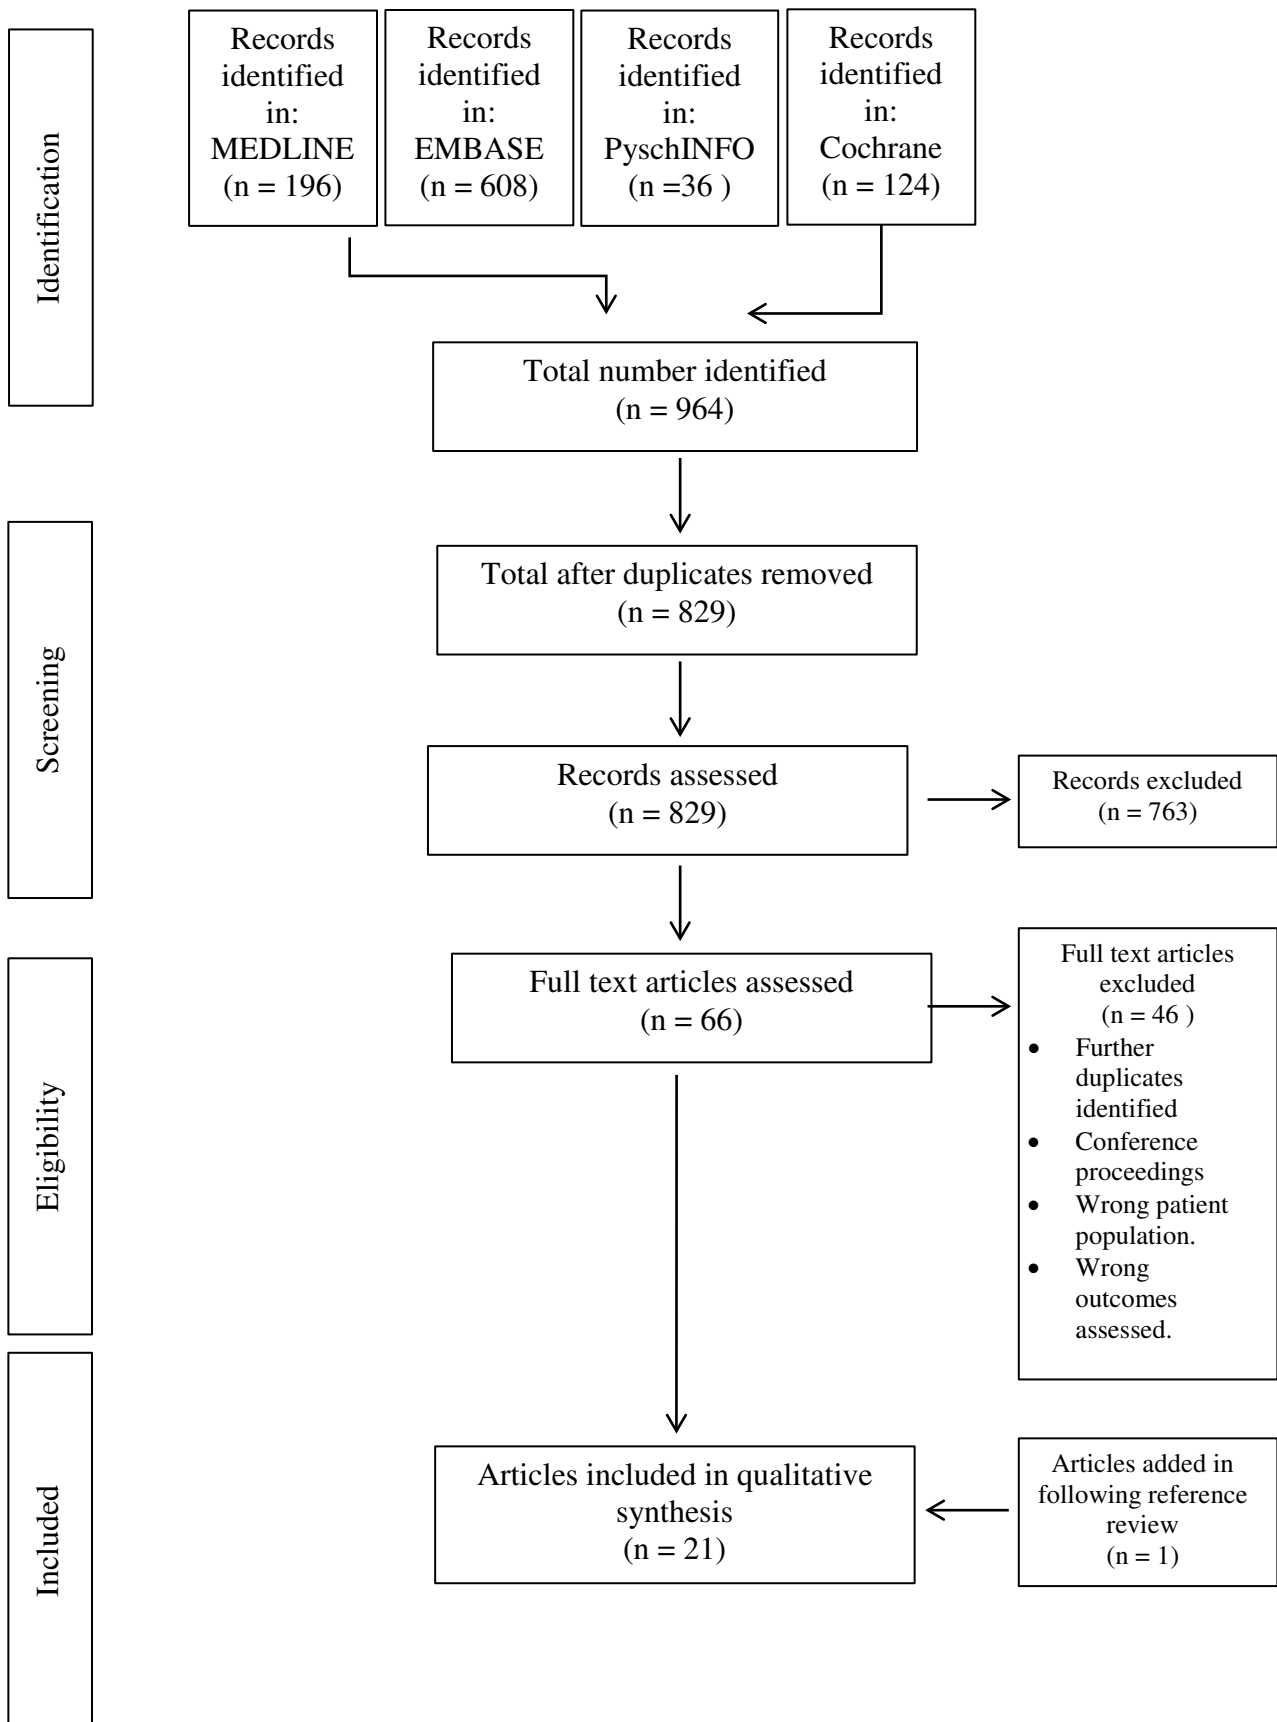 Identification
Records
identified
in:
MEDLINE
(n = 196)
Records
identified
in:
EMBASE
(n = 608)
Records
identified
in:
PyschINFO
(n =36 )
Records
identified
in:
Cochrane
(n = 124)
Total number identified
(n = 964)
Screening
Total after duplicates removed
(n = 829)
Records assessed
(n = 829)
Records excluded
(n = 763)
Eligibility
Full text articles assessed
(n = 66)
Full text articles
excluded
(n = 46 )
• Further
duplicates
identified
• Conference
proceedings
• Wrong patient
population.
• Wrong
outcomes
assessed.
Included
Articles included in qualitative
synthesis
(n = 21)
Articles added in
following reference
review
(n = 1)